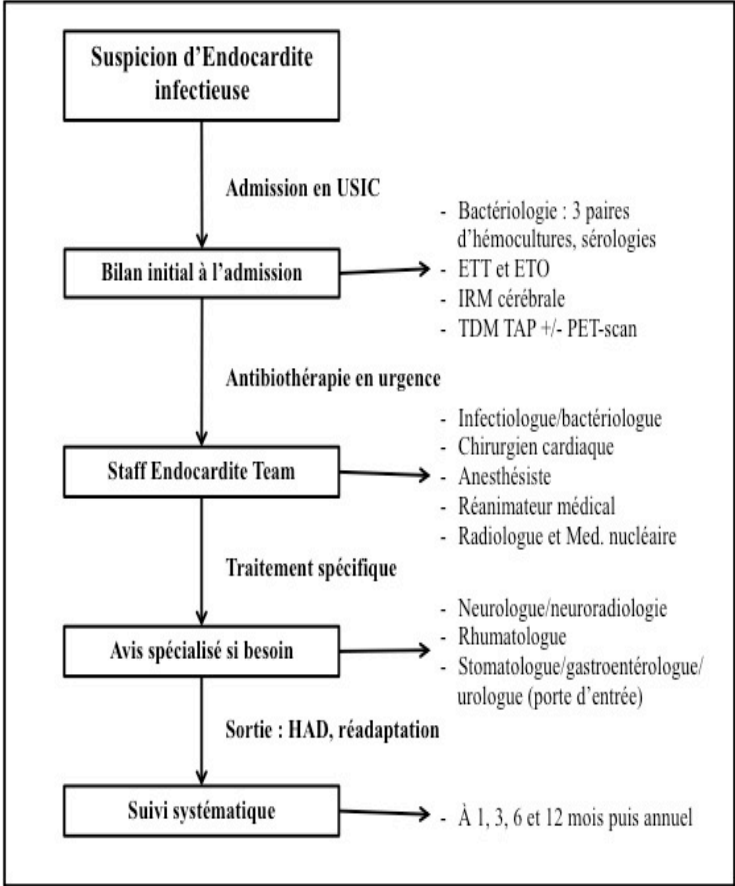 Suspicion d’Endocardite
infectieuse
Admission en USIC
Bilan initial à l’admission
- Bactériologie : 3 paires
d’hémocultures, sérologies
- ETT et ETO
- IRM cérébrale
- TDM TAP +/- PET-scan
Antibiothérapie en urgence
Staff Endocardite Team
- Infectiologue/bactériologue
- Chirurgien cardiaque
- Anesthésiste
- Réanimateur médical
- Radiologue et Med. nucléaire
Traitement spécifique
Avis spécialisé si besoin
- Neurologue/neuroradiologie
- Rhumatologue
- Stomatologue/gastroentérologue/
urologue (porte d’entrée)
Sortie : HAD, réadaptation
Suivi systématique
- À 1, 3, 6 et 12 mois puis annuel